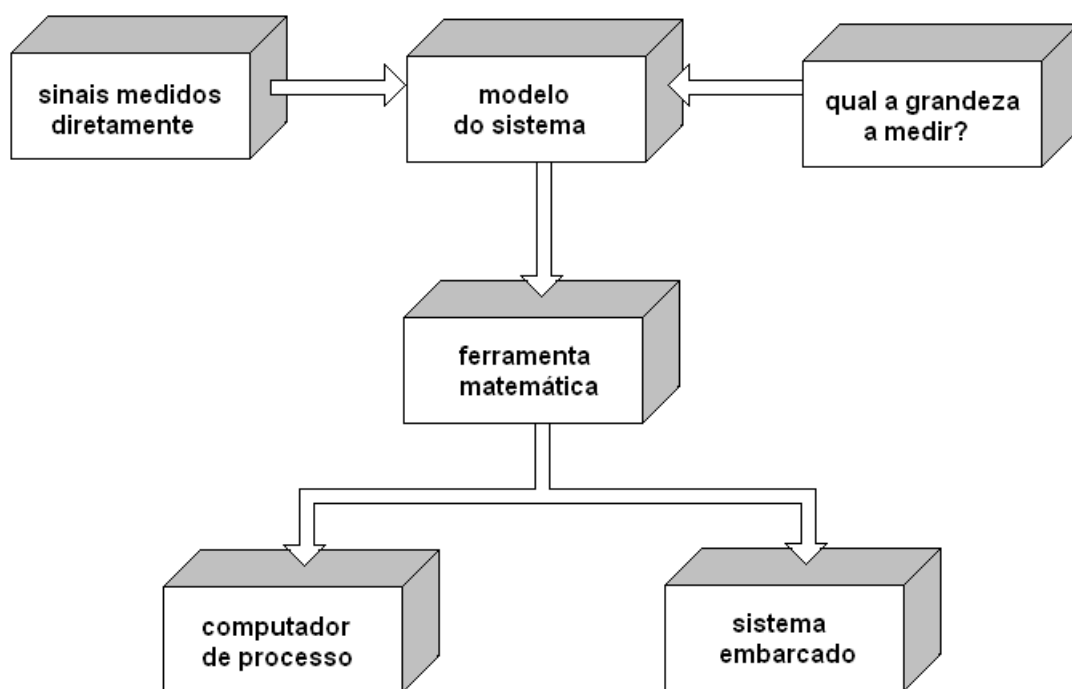 sinais medidos
diretamente
modelo
do sistema
qual a grandeza
a medir?
ferramenta
matemática
computador
de processo
sistema
embarcado